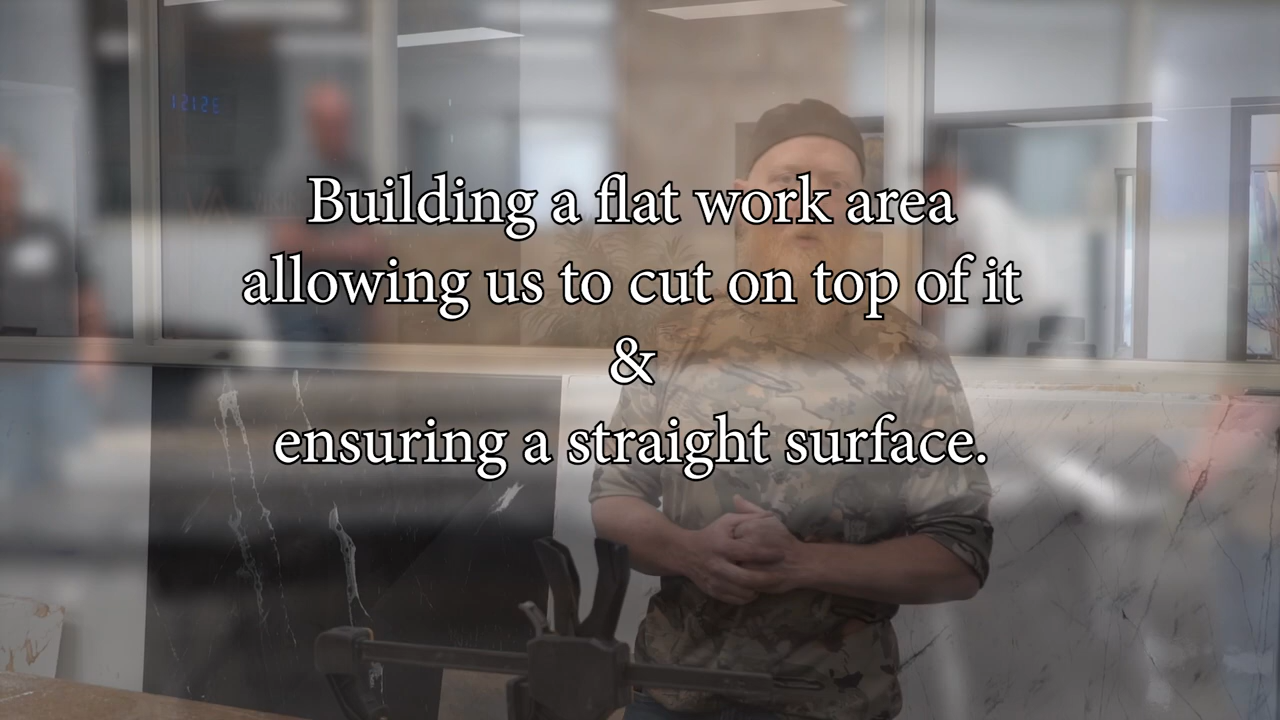 Building a flat work area
allowing us to cut on top of it
&
ensuring a straight surface.